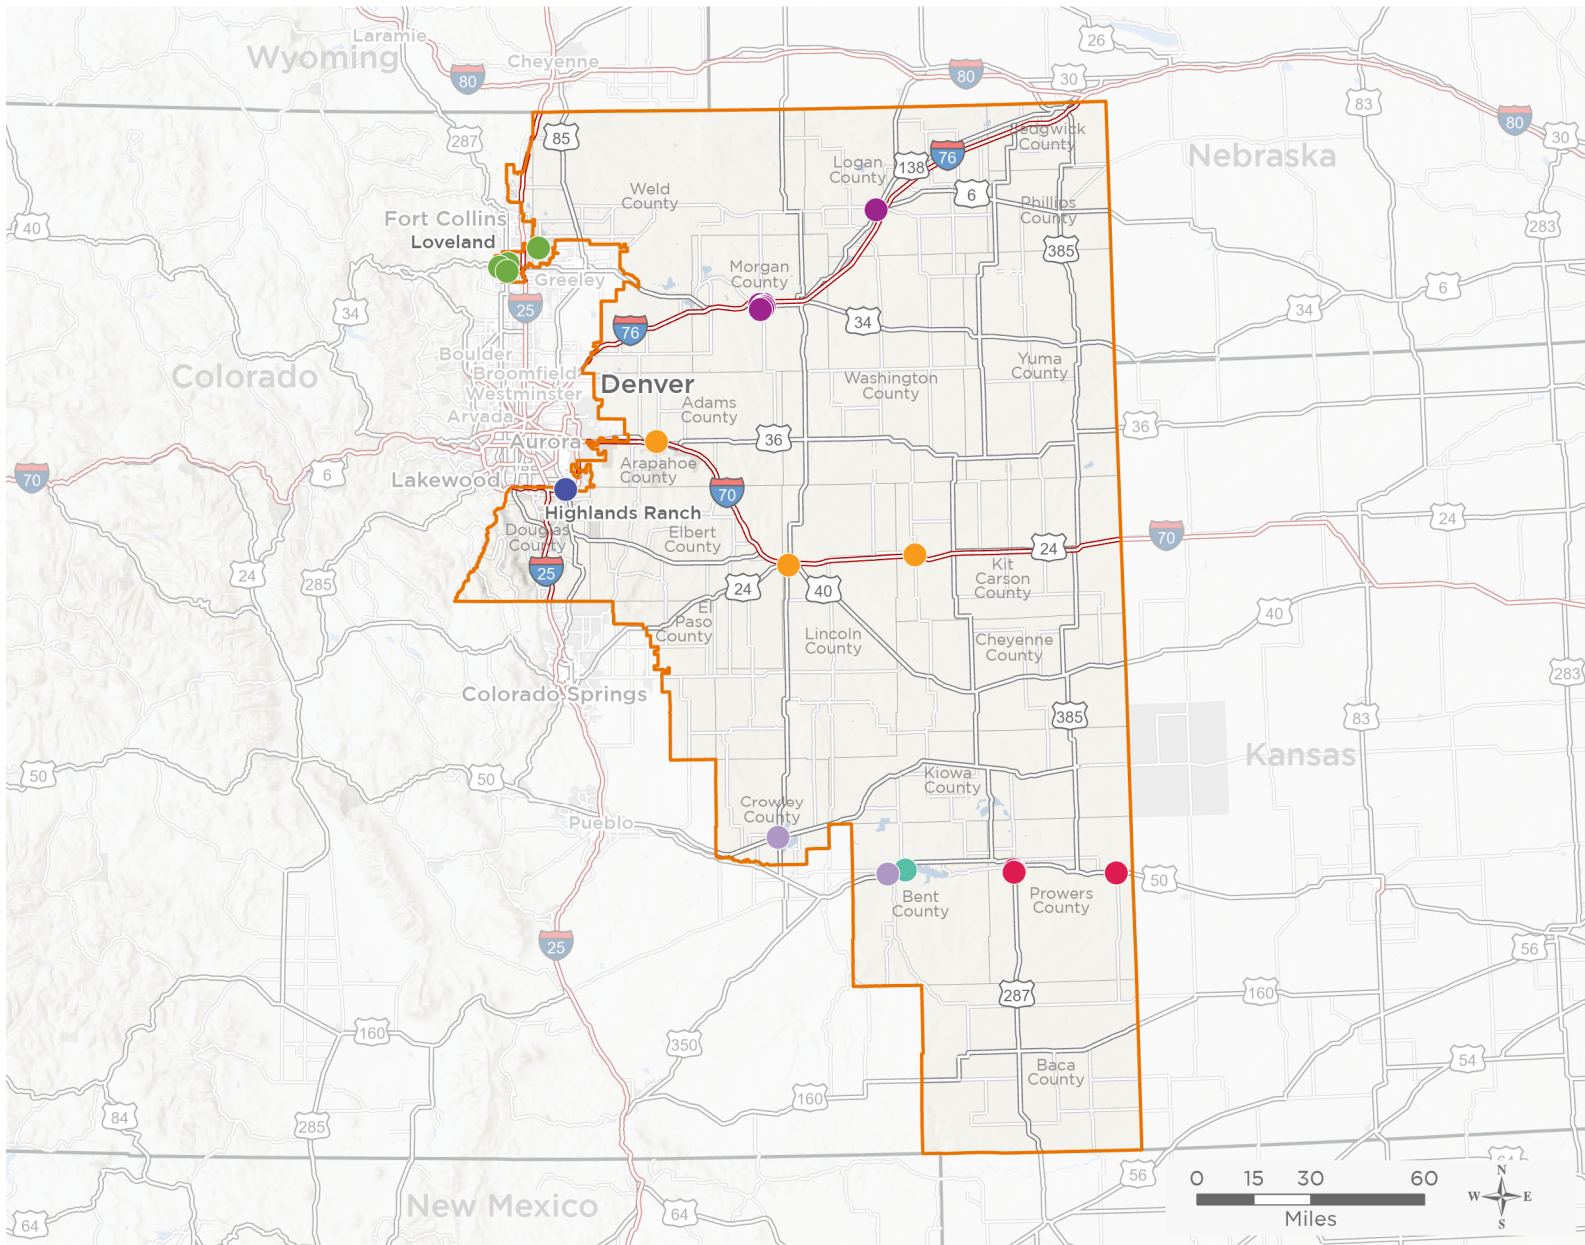 Laramie
Wyoming
Cheyenne
26
80
80
30
83
80
30
287
85
Sedgwick
County
138
76
Logan
County
Nebraska
6
Weld
County
Phillips
County
Fort Collins
40
283
Loveland
385
Morgan
County
Greeley
6
25
34
34
34
76
Boulder
Yuma
County
Broomfield
Colorado
Denver
Washington
County
Westminster
Adams
County
Arvada
36
36
Aurora
Arapahoe
County
70
6
Lakewood
70
Highlands Ranch
24
Douglas
County
Elbert
County
70
24
25
24
285
24
40
Kit
Carson
County
El
Paso
County
40
Lincoln
County
Cheyenne
County
283
Colorado Springs
385
83
Kansas
50
50
Kiowa
County
Crowley
County
Pueblo
50
Bent
County
Prowers
County
25
56
287
160
160
350
54
Baca
County
160
84
285
56
64
0 15 30 60
Miles
N
W E
S
New Mexico
64
64